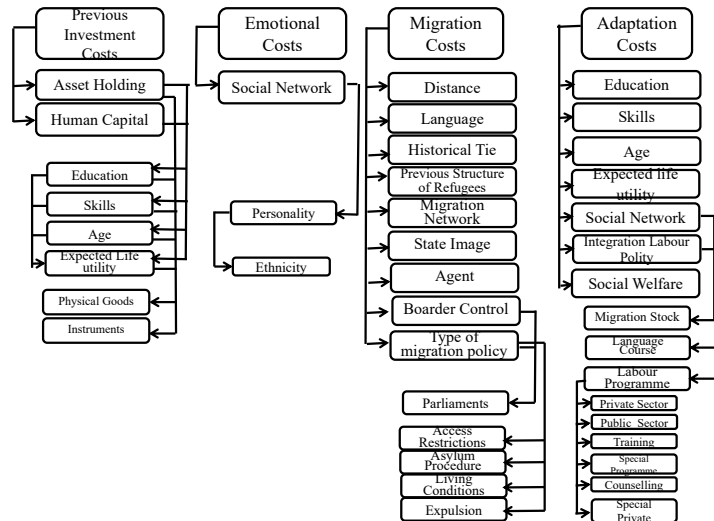 Previous
Investment
Costs
Asset Holding
Human Capital
Education
Skills
Age
Expected Life
utility
Physical Goods
Instruments
Emotional
Costs
Social Network
Personality
Ethnicity
Migration
Costs
Distance
Language
Historical Tie
Previous Structure
of Refugees
Migration
Network
State Image
Agent
Boarder Control
Type of
migration policy
Parliaments
Access
Restrictions
Asylum
Procedure
Living
Conditions
Expulsion
Adaptation
Costs
Education
Skills
Age
Expected life
utility
Social Network
Integration Labour
Polity
Social Welfare
Migration Stock
Language
Course
Labour
Programme
Private Sector
Public Sector
Training
Special
Programme
Counselling
Special
Private